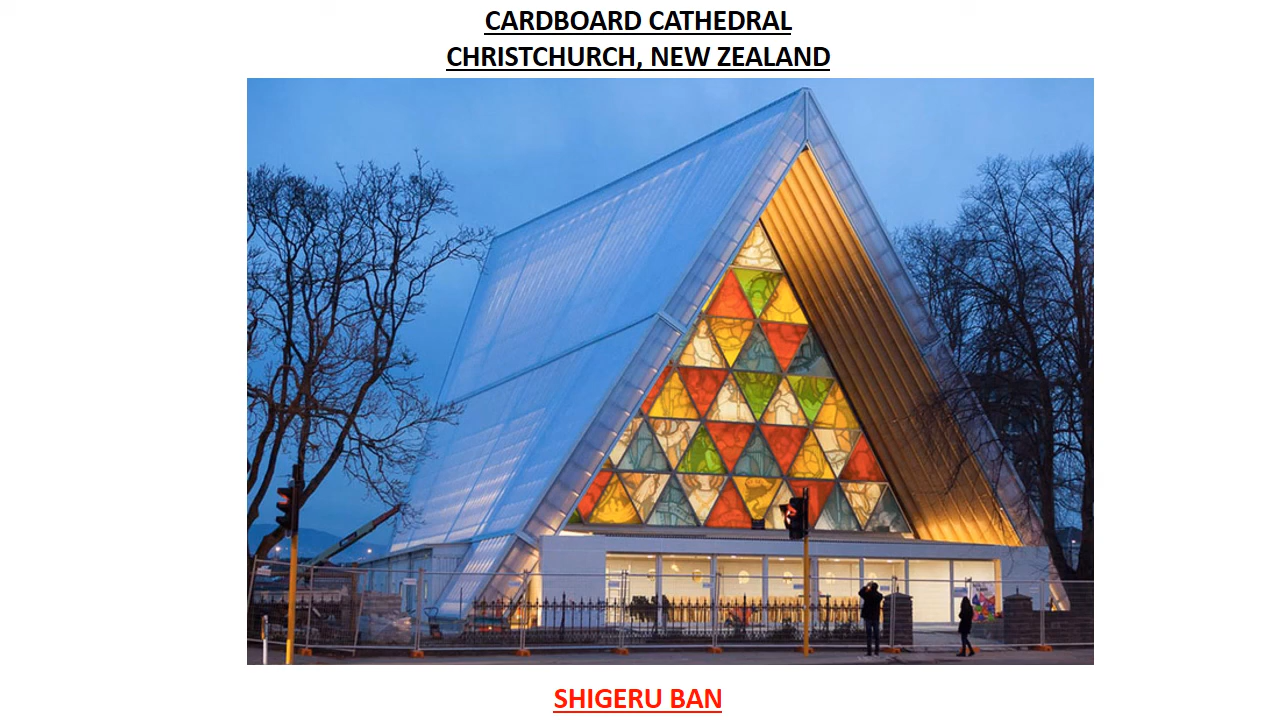 CARDBOARD CATHEDRAL
CHRISTCHURCH, NEW ZEALAND
SHIGERU BAN